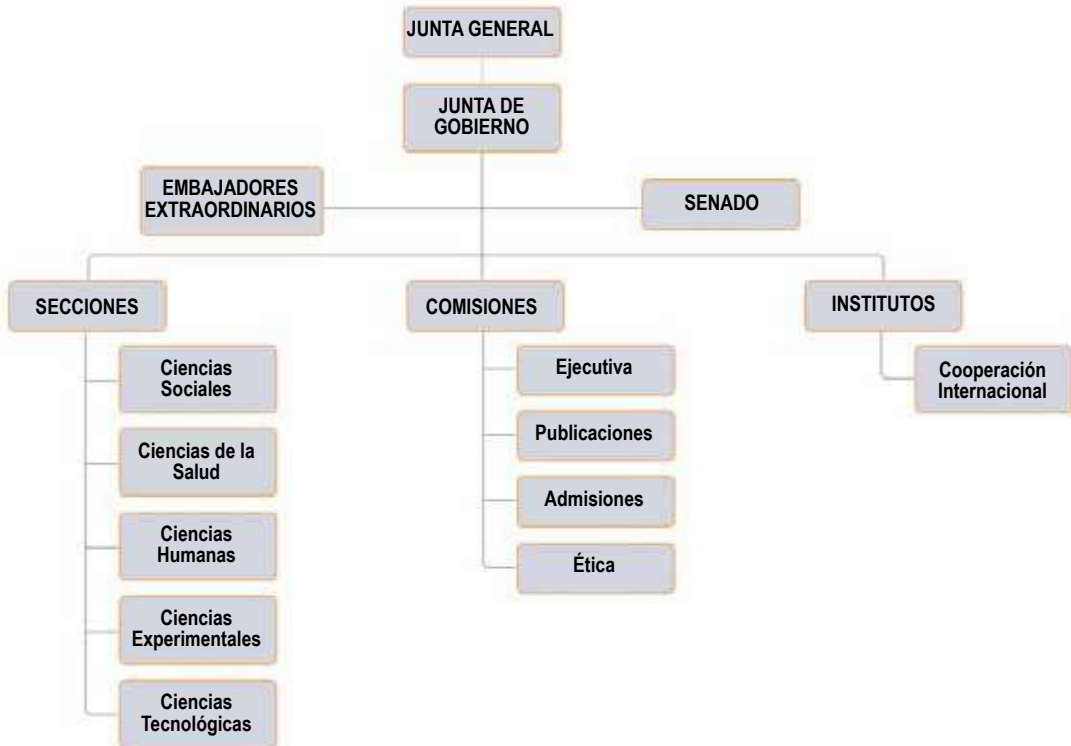 JUNTA GENERAL
JUNTA DE
GOBIERNO
EMBAJADORES
EXTRAORDINARIOS
SENADO
SECCIONES
Ciencias
Sociales
Ciencias de la
Salud
Ciencias
Humanas
Ciencias
Experimentales
Ciencias
Tecnológicas
COMISIONES
Ejecutiva
Publicaciones
Admisiones
Ética
INSTITUTOS
Cooperación
Internacional